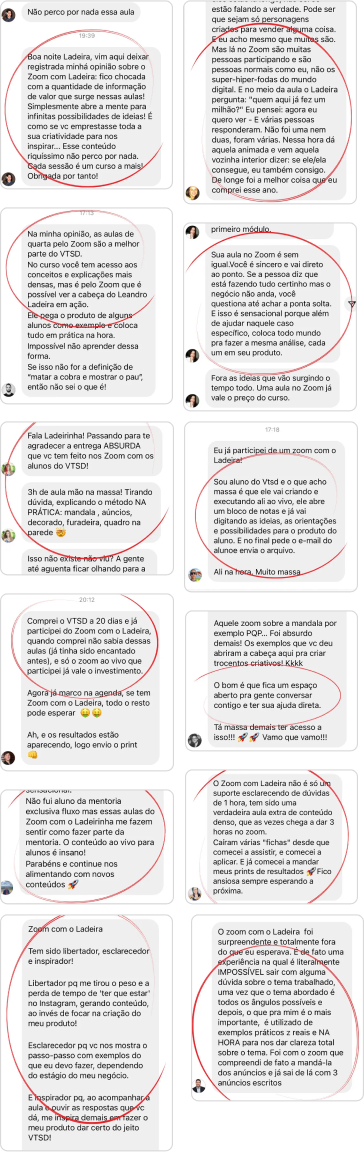 Não perco por nada essa aula
19:39
Boa noite Ladeira, vim aqui deixar
registrada minha opinião sobre o
Zoom com Ladeira: fico chocada
com a quantidade de informação
de valor que surge nessas aulas!
Simplesmente abre a mente para
infinitas possibilidades de ideias! É
como se vc emprestasse toda a
sua criatividade para nos
inspirar... Esse conteúdo
riquíssimo não perco por nada.
Cada sessão é um curso a mais!
Obrigada por tanto!
17:13
Na minha opinião, as aulas de
quarta pelo Zoom são a melhor
parte do VTSD.
No curso você tem acesso aos
conceitos e explicações mais
densas, mas é pelo Zoom que é
possível ver a cabeça do Leandro
Ladeira em ação.
Ele pega o produto de alguns
alunos como exemplo e coloca
tudo em prática na hora.
Impossível não aprender dessa
forma.
Se isso não for a definição de
"matar a cobra e mostrar o pau",
então não sei o que é!
Fala Ladeirinha! Passando para te
agradecer a entrega ABSURDA
que vc tem feito nos Zoom com os
alunos do VTSD!
3h de aula mão na massa! Tirando
dúvida, explicando o método NA
PRÁTICA: mandala , aúncios,
decorado, furadeira, quadro na
parede 🤯
Isso não existe não viu? A gente
até aguenta ficar olhando para a
20:12
Comprei o VTSD a 20 dias e já
participei do Zoom com o Ladeira,
quando comprei não sabia dessas
aulas (já tinha sido encantado
antes), e só o zoom ao vivo que
participei já vale o investimento.
Agora já marco na agenda, se tem
Zoom com o Ladeira, todo o resto
pode esperar 🤑🤑
Ah, e os resultados estão
aparecendo, logo envio o print
👊
sensacional!
Não fui aluno da mentoria
exclusiva fluxo mas essas aulas do
Zoom com o Ladeirinha me fazem
sentir como fazer parte da
mentoria. O conteúdo ao vivo para
alunos é insano!
Parabéns e continue nos
alimentando com novos
conteúdos 🚀
Zoom com o Ladeira
Tem sido libertador, esclarecedor
e inspirador!
Libertador pq me tirou o peso e a
perda de tempo de 'ter que estar'
no Instagram, gerando conteúdo,
ao invés de focar na criação do
meu produto!
Esclarecedor pq vc nos mostra o
passo-passo com exemplos do
que eu devo fazer, dependendo
do estágio do meu negócio.
E inspirador pq, ao acompanhar a
aula e ouvir as respostas que vc
dá, me inspira demais em fazer o
meu produto dar certo do jeito
VTSD!
estão falando a verdade. Pode ser
que sejam só personagens
criados para vender alguma coisa.
E eu acho mesmo que muitos são.
Mas lá no Zoom são muitas
pessoas participando e são
pessoas normais como eu, não os
super-hiper-fodas do mundo
digital. E no meio da aula o Ladeira
pergunta: "quem aqui já fez um
milhão?" Eu pensei: agora eu
quero ver - E várias pessoas
responderam. Não foi uma nem
duas, foram várias. Nessa hora dá
aquela animada e vem aquela
vozinha interior dizer: se ele/ela
consegue, eu também consigo.
De longe foi a melhor coisa que eu
comprei esse ano.
primeiro módulo.
Sua aula no Zoom é sem
igual.Você é sincero e vai direto
ao ponto. Se a pessoa diz que
está fazendo tudo certinho mas o
negócio não anda, você
questiona até achar a ponta solta.
E isso é sensacional porque além
de ajudar naquele caso
específico, coloca todo mundo
pra fazer a mesma análise, cada
um em seu produto.
Fora as ideias que vão surgindo o
tempo todo. Uma aula no Zoom já
vale o preço do curso.
17:18
Eu já participei de um zoom com o
Ladeira!
Sou aluno do Vtsd e o que acho
massa é que ele vai criando e
executando ali ao vivo, ele abre
um bloco de notas e já vai
digitando as ideias, as orientações
e possibilidades para o produto do
aluno. E no final pede o e-mail do
alunoe envia o arquivo.
Ali na hora. Muito massa
Aquele zoom sobre a mandala por
exemplo PQP... Foi absurdo
demais! Os exemplos que vc deu
abriram a cabeça aqui pra criar
trocentos criativos! Kkkk
O bom é que fica um espaço
aberto pra gente conversar
contigo e ter sua ajuda direta.
Tá massa demais ter acesso a
isso!!! 🚀🚀 Vamo que vamo!!!
O Zoom com Ladeira não é só um
suporte esclarecendo de dúvidas
de 1 hora, tem sido uma
verdadeira aula extra de conteúdo
denso, que as vezes chega a dar 3
horas no zoom.
Caíram várias "fichas" desde que
comecei a assistir, e comecei a
aplicar. E já comecei a mandar
meus prints de resultados 🚀Fico
ansiosa sempre esperando a
próxima.
O zoom com o Ladeira foi
surpreendente e totalmente fora
do que eu esperava. É de fato uma
experiência na qual é literalmente
IMPOSSÍVEL sair com alguma
dúvida sobre o tema trabalhado,
uma vez que o tema abordado é
todos os ângulos possíveis e
depois, o que pra mim é o mais
importante, é utilizado de
exemplos práticos z reais e NA
HORA para nos dar clareza total
sobre o tema. Foi com o zoom que
compreendi de fato a mandá-la
dos anúncios e já sai de lá com 3
anúncios escritos